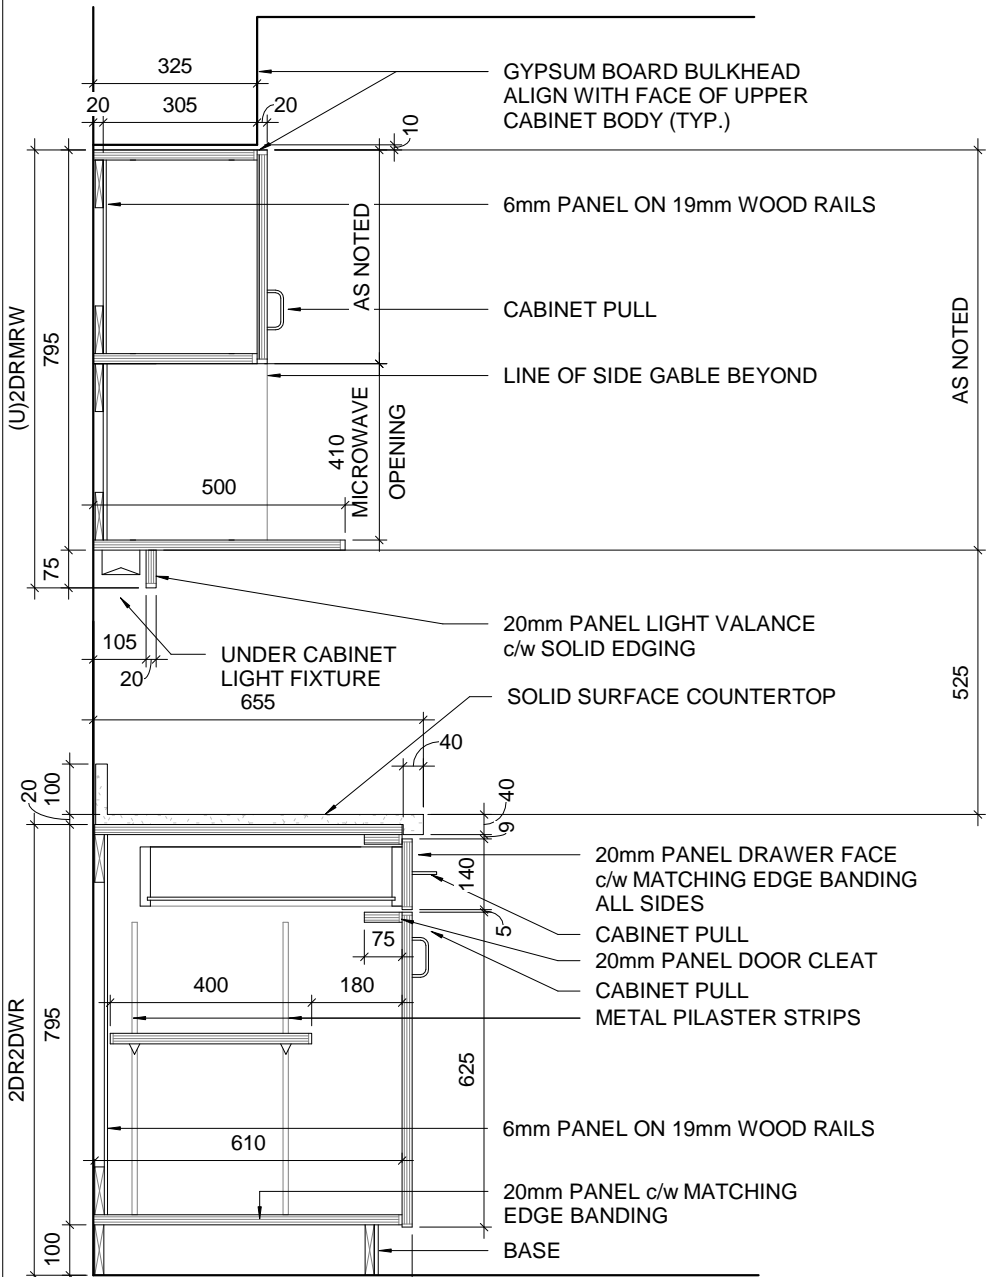 325
20
305
20
10
GYPSUM BOARD BULKHEAD
ALIGN WITH FACE OF UPPER
CABINET BODY (TYP.)
6mm PANEL ON 19mm WOOD RAILS
AS NOTED
CABINET PULL
AS NOTED
(U)2DRMRW
795
LINE OF SIDE GABLE BEYOND
410
MICROWAVE
OPENING
500
75
105
20
UNDER CABINET
LIGHT FIXTURE
20mm PANEL LIGHT VALANCE
c/w SOLID EDGING
655
SOLID SURFACE COUNTERTOP
525
40
20
100
40
9
20mm PANEL DRAWER FACE
c/w MATCHING EDGE BANDING
ALL SIDES
140
5
CABINET PULL
75
20mm PANEL DOOR CLEAT
CABINET PULL
400
180
METAL PILASTER STRIPS
2DR2DWR
795
625
610
6mm PANEL ON 19mm WOOD RAILS
20mm PANEL c/w MATCHING
EDGE BANDING
100
BASE